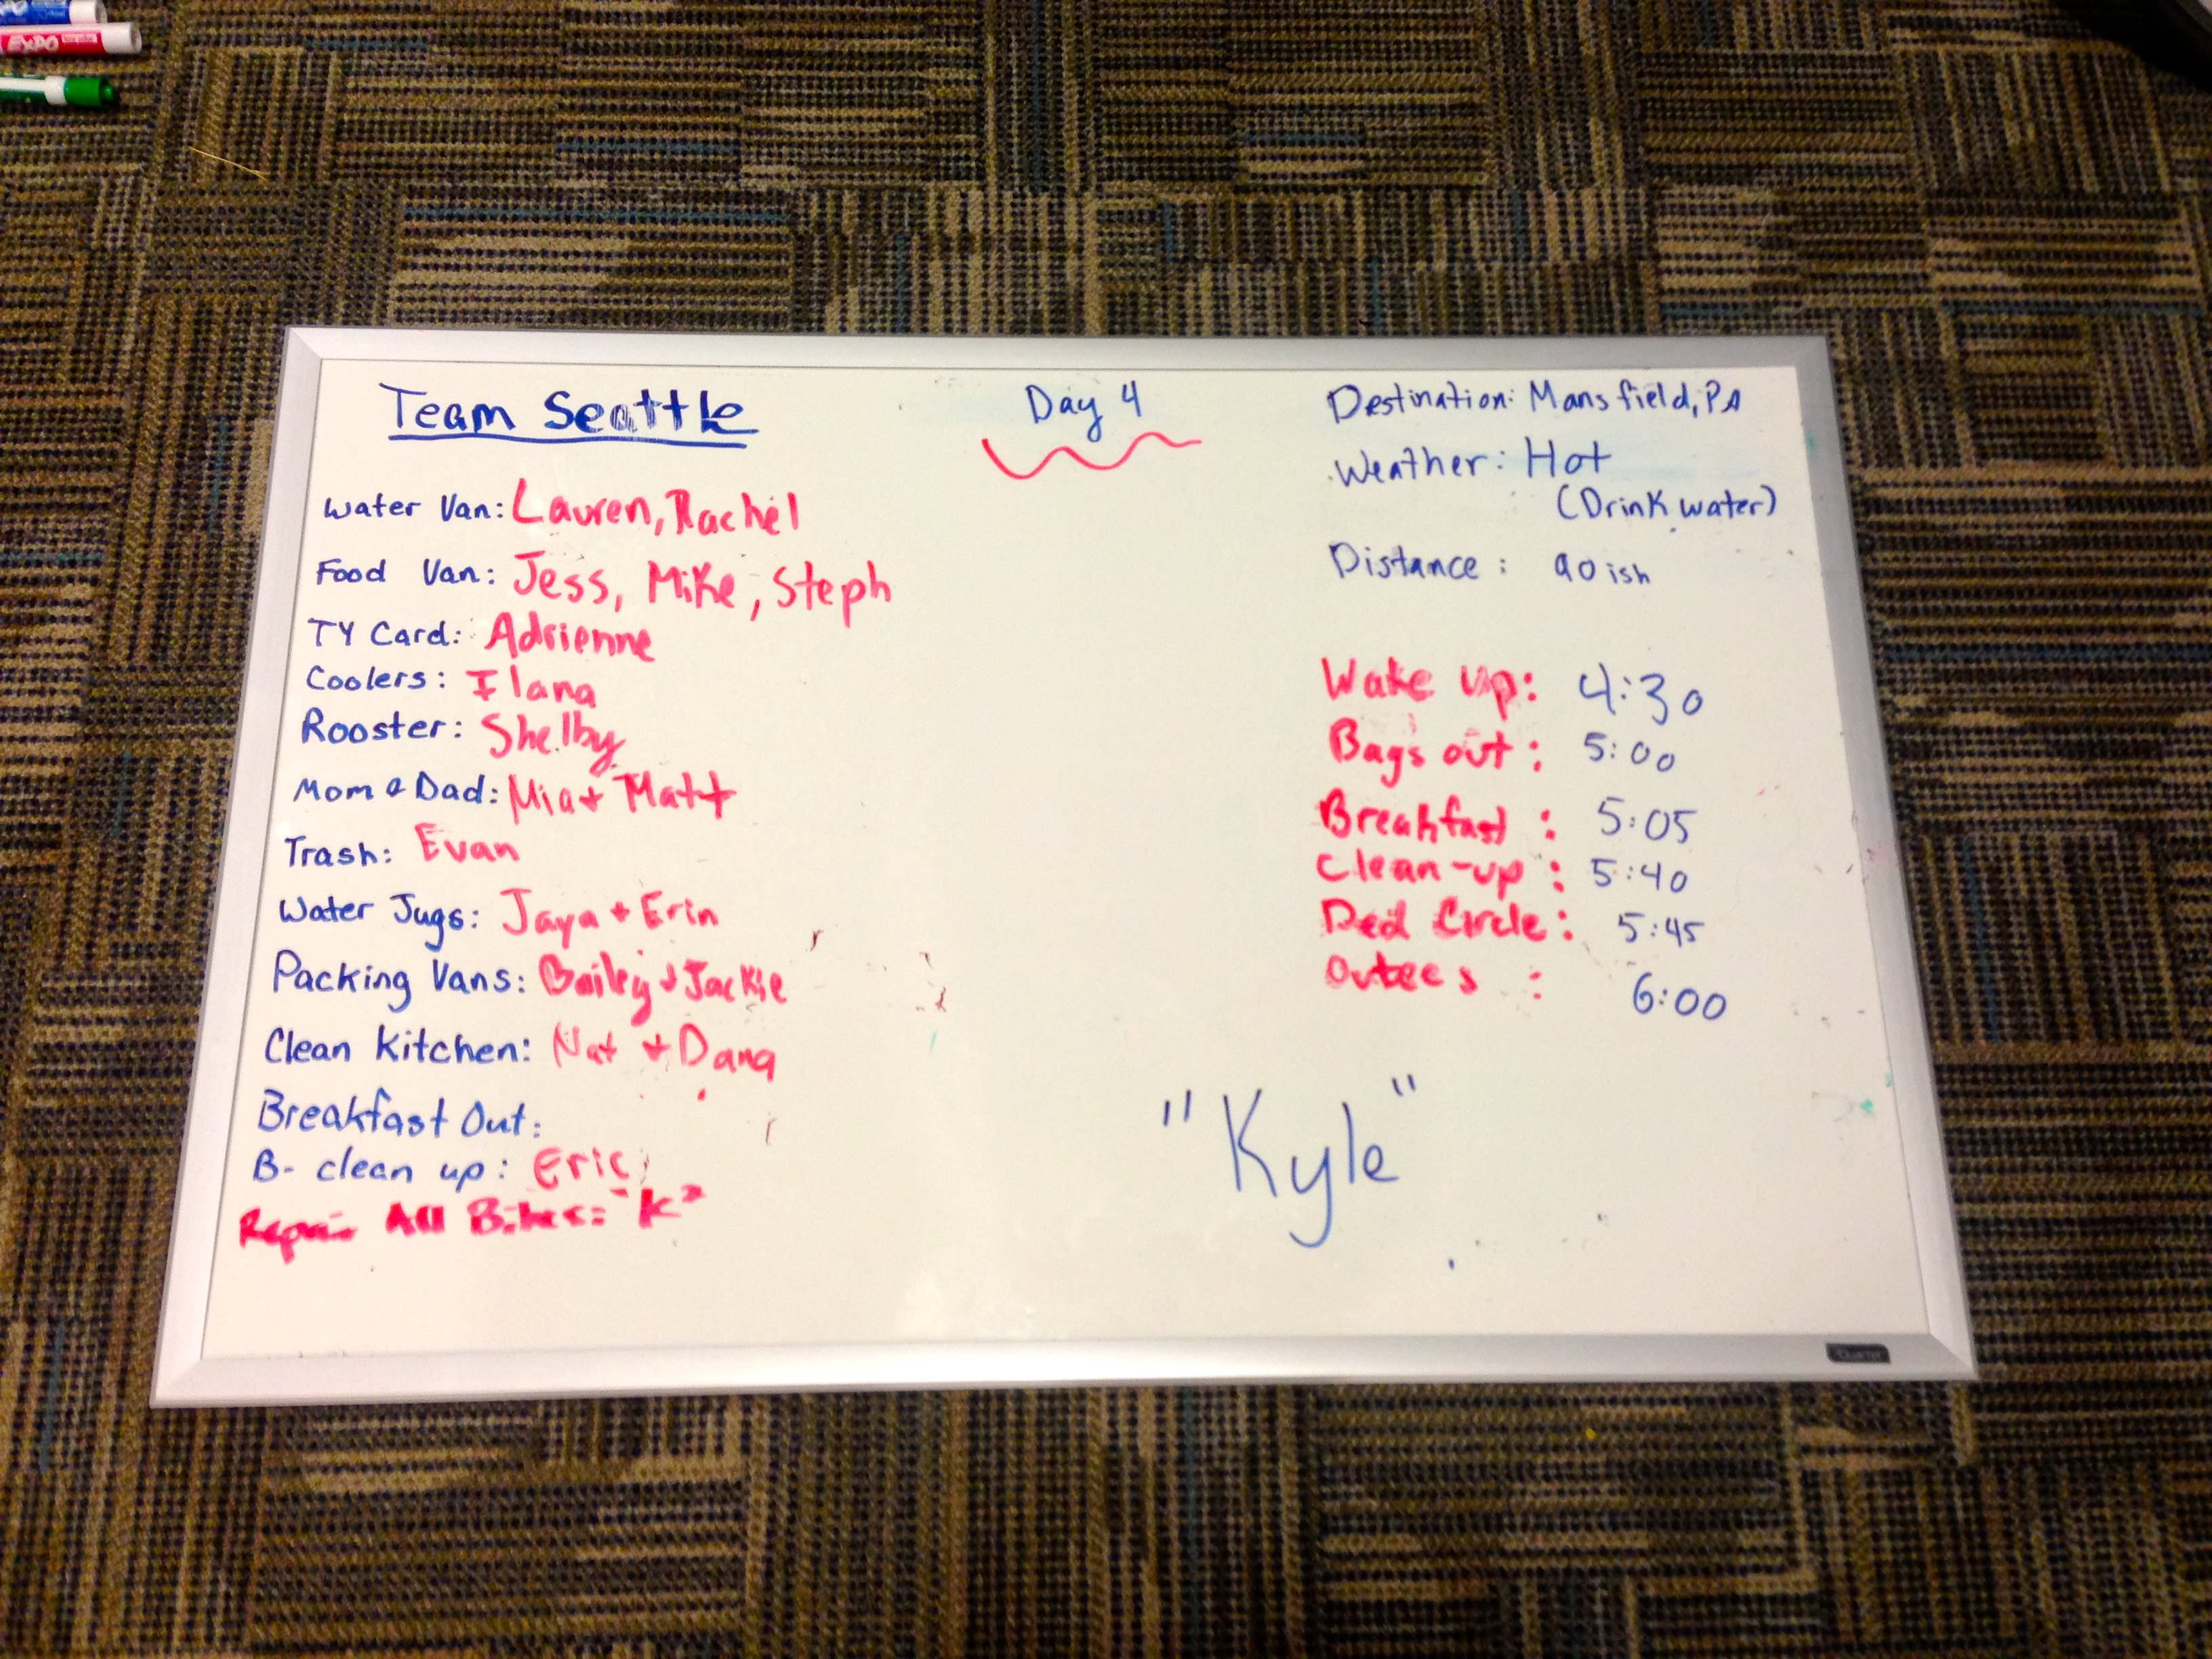 EXPO
Team Seattle
Water Van: Lauren, Rachel
Food Van: Jess, Mike, Steph
TY Card: Adrienne
Coolers: Ilana
Rooster: Shelby
Mom & Dad: Mia + Matt
Trash: Evan
Water Jugs: Jaya + Erin
Packing Vans: Bailey + Jackie
Clean Kitchen: Nat + Dana
Breakfast Out:
B- clean up: Eric
Repair All Bikes: K²
Day 4
Destination: Mansfield, PA
Weather: Hot
(Drink water)
Distance: 90ish
Wake up: 4:30
Bags out: 5:00
Breakfast: 5:05
Clean-up: 5:40
Ded Circle: 5:45
Outees: 6:00
"Kyle"
Quartet